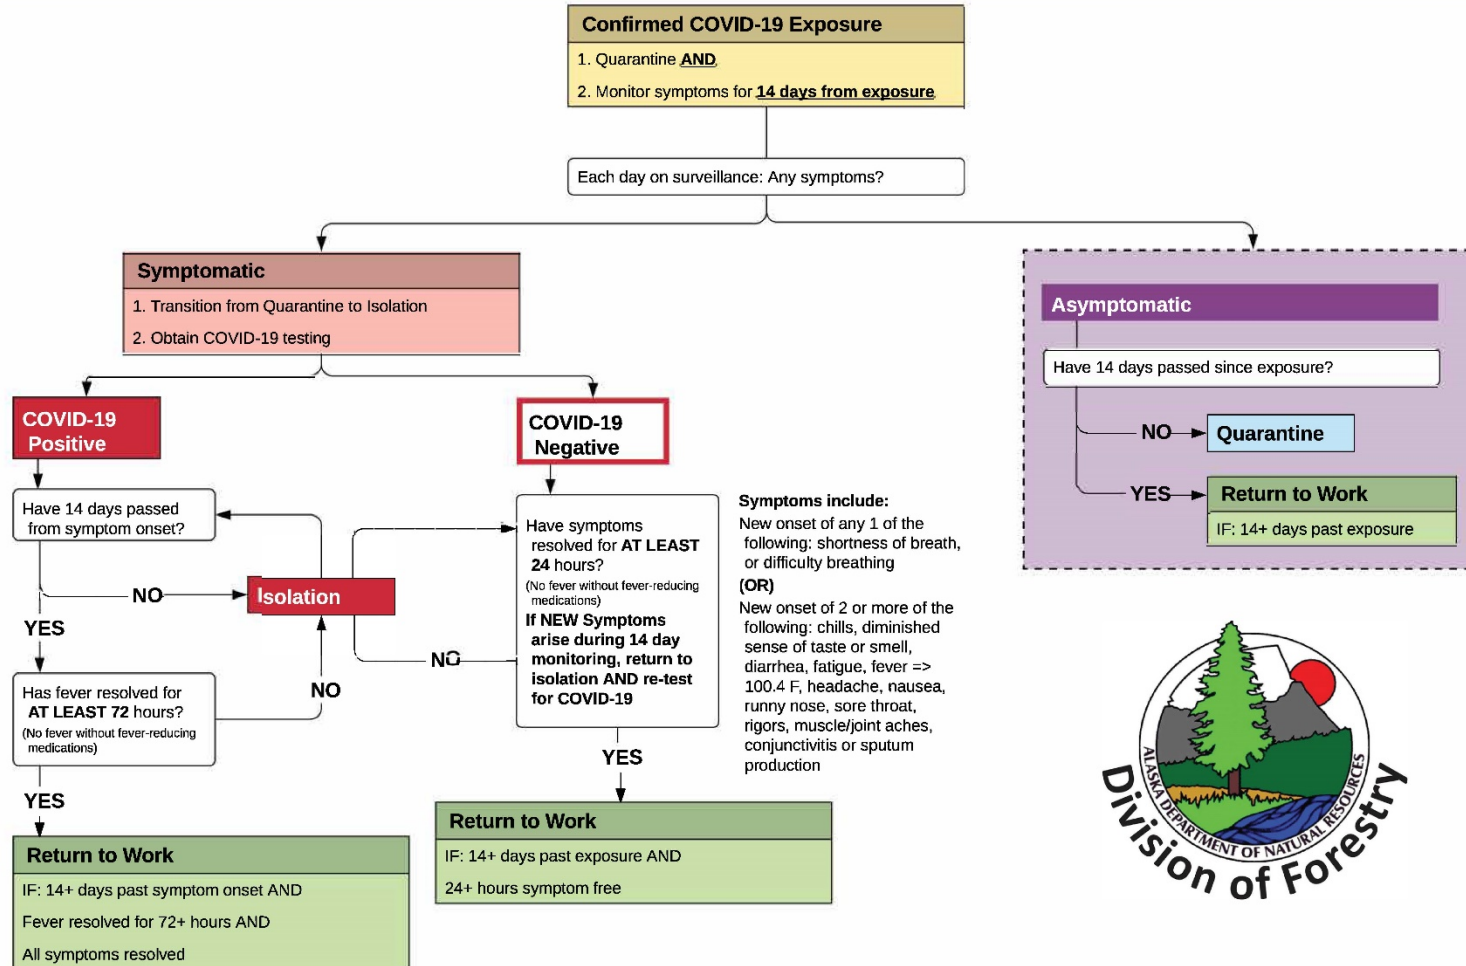 Confirmed COVID-19 Exposure
1. Quarantine AND
2. Monitor symptoms for 14 days from exposure
Each day on surveillance: Any symptoms?
Symptomatic
1. Transition from Quarantine to Isolation
2. Obtain COVID-19 testing
COVID-19
Positive
Have 14 days passed
from symptom onset?
NO
Isolation
YES
Has fever resolved for
AT LEAST 72 hours?
(No fever without fever-reducing
medications)
NO
YES
Return to Work
IF: 14+ days past symptom onset AND
Fever resolved for 72+ hours AND
All symptoms resolved
COVID-19
Negative
Have symptoms
resolved for AT LEAST
24 hours?
(No fever without fever-reducing
medications)
If NEW Symptoms
arise during 14 day
monitoring, return to
isolation AND re-test
for COVID-19
NO
YES
Return to Work
IF: 14+ days past exposure AND
24+ hours symptom free
Symptoms include:
New onset of any 1 of the
following: shortness of breath,
or difficulty breathing
(OR)
New onset of 2 or more of the
following: chills, diminished
sense of taste or smell,
diarrhea, fatigue, fever =>
100.4 F, headache, nausea,
runny nose, sore throat,
rigors, muscle/joint aches,
conjunctivitis or sputum
production
Asymptomatic
Have 14 days passed since exposure?
NO
Quarantine
YES
Return to Work
IF: 14+ days past exposure
ALASKA DEPARTMENT OF NATURAL RESOURCES
Division of Forestry